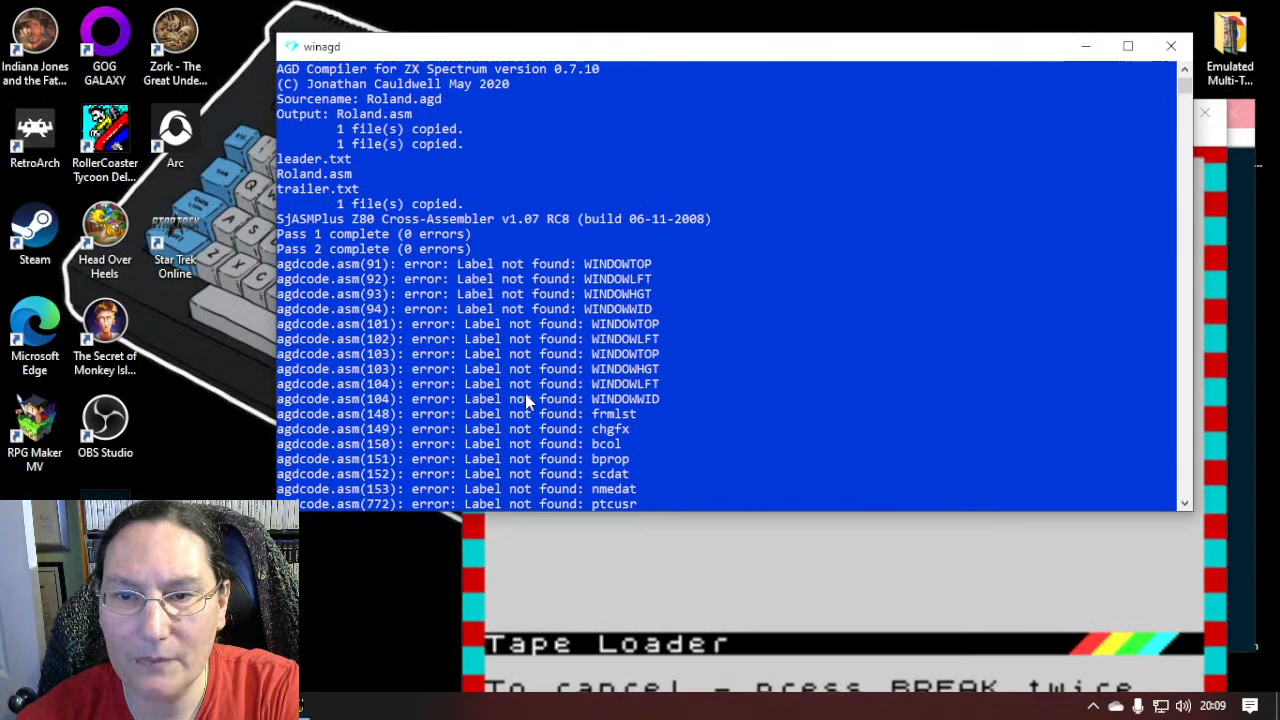 Indiana Jones
and the Fat...
GOG
GALAXY
Zork - The
Great Unde...
RetroArch
RollerCoaster
Tycoon Del...
Arc
Steam
Head Over
Heels
STAR TREK
Star Trek
Online
Microsoft
Edge
The Secret of
Monkey Isl...
RPG Maker
MV
OBS Studio
Emulated
Multi-T...
winagd
AGD Compiler for ZX Spectrum version 0.7.10
(C) Jonathan Cauldwell May 2020
Sourcename: Roland.agd
Output: Roland.asm
1 file(s) copied.
1 file(s) copied.
leader.txt
Roland.asm
trailer.txt
1 file(s) copied.
SjASMPlus Z80 Cross-Assembler v1.07 RC8 (build 06-11-2008)
Pass 1 complete (0 errors)
Pass 2 complete (0 errors)
agdcode.asm(91): error: Label not found: WINDOWTOP
agdcode.asm(92): error: Label not found: WINDOWLFT
agdcode.asm(93): error: Label not found: WINDOWHGT
agdcode.asm(94): error: Label not found: WINDOWWID
agdcode.asm(101): error: Label not found: WINDOWTOP
agdcode.asm(102): error: Label not found: WINDOWLFT
agdcode.asm(103): error: Label not found: WINDOWTOP
agdcode.asm(103): error: Label not found: WINDOWHGT
agdcode.asm(104): error: Label not found: WINDOWLFT
agdcode.asm(104): error: Label not found: WINDOWWID
agdcode.asm(148): error: Label not found: frmlst
agdcode.asm(149): error: Label not found: chgfx
agdcode.asm(150): error: Label not found: bcol
agdcode.asm(151): error: Label not found: bprop
agdcode.asm(152): error: Label not found: scdat
agdcode.asm(153): error: Label not found: nmedat
agdcode.asm(772): error: Label not found: ptcusr
Tape Loader
To cancel - press BREAK twice
20:09